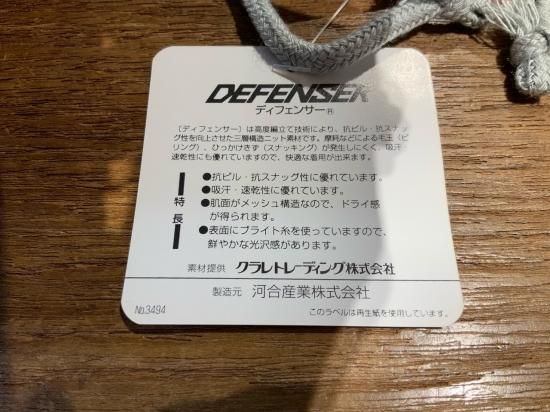 DEFENSER
ディフェンサーⓇ
〔ディフェンサー〕は高度編立て技術により、抗ピル・抗スナッ
グ性を向上させた三層構造ニット素材です。摩耗などによる毛玉(ピ
リング)、ひっかけきず(スナッキング)が発生しにくく、吸汗・
速乾性にも優れていますので、快適な着用が出来ます。
特長
●抗ピル・抗スナッグ性に優れています。
●吸汗・速乾性に優れています。
●肌面がメッシュ構造なので、ドライ感
が得られます。
●表面にブライト糸を使っていますので、
鮮やかな光沢感があります。
素材提供 クラレトレーディング株式会社
製造元 河合産業株式会社
No.3494
このラベルは再生紙を使用しています。